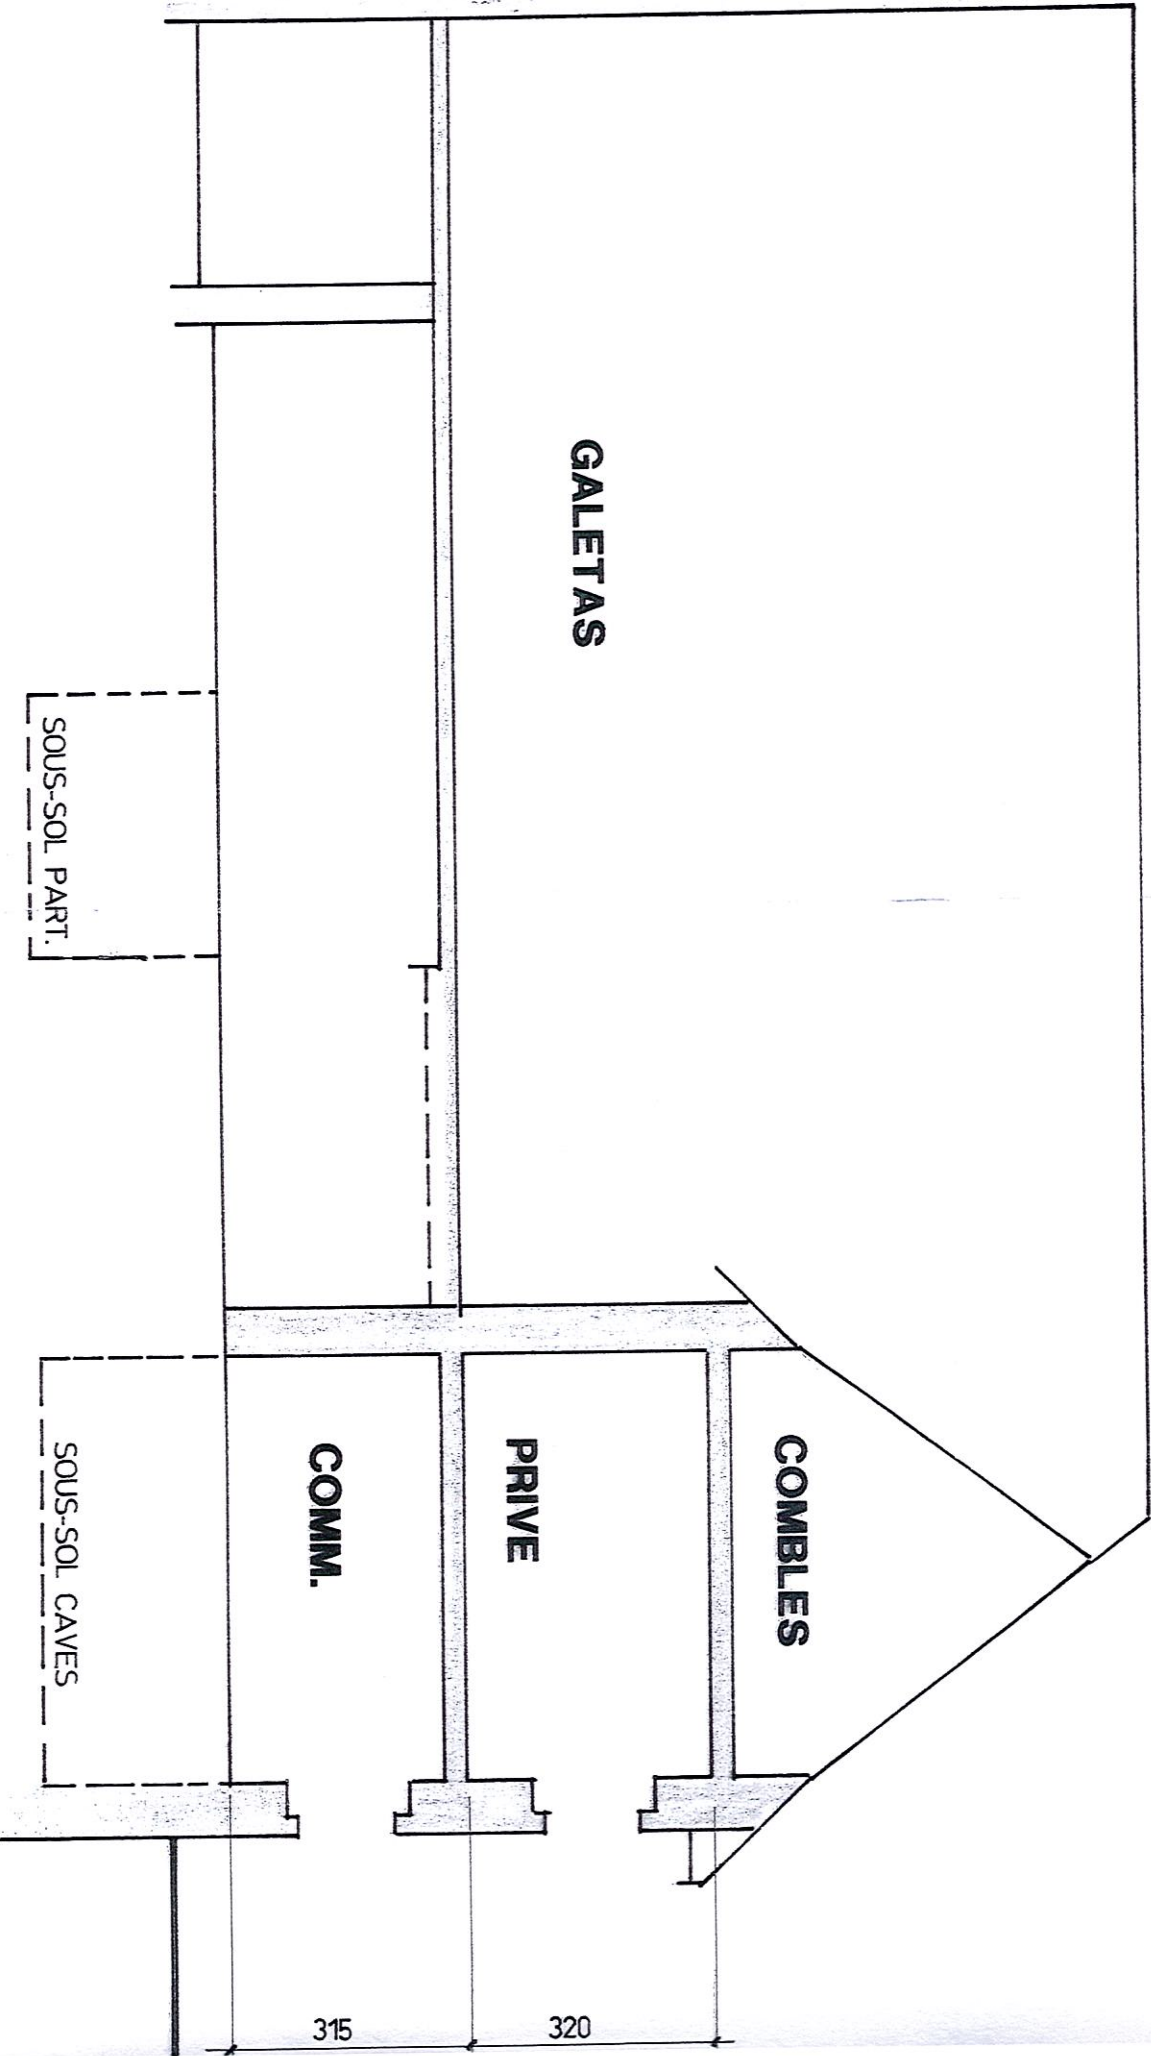 COMBLES
GALETAS
PRIVE
320
COMM.
315
SOUS-SOL PART.
SOUS-SOL CAVES